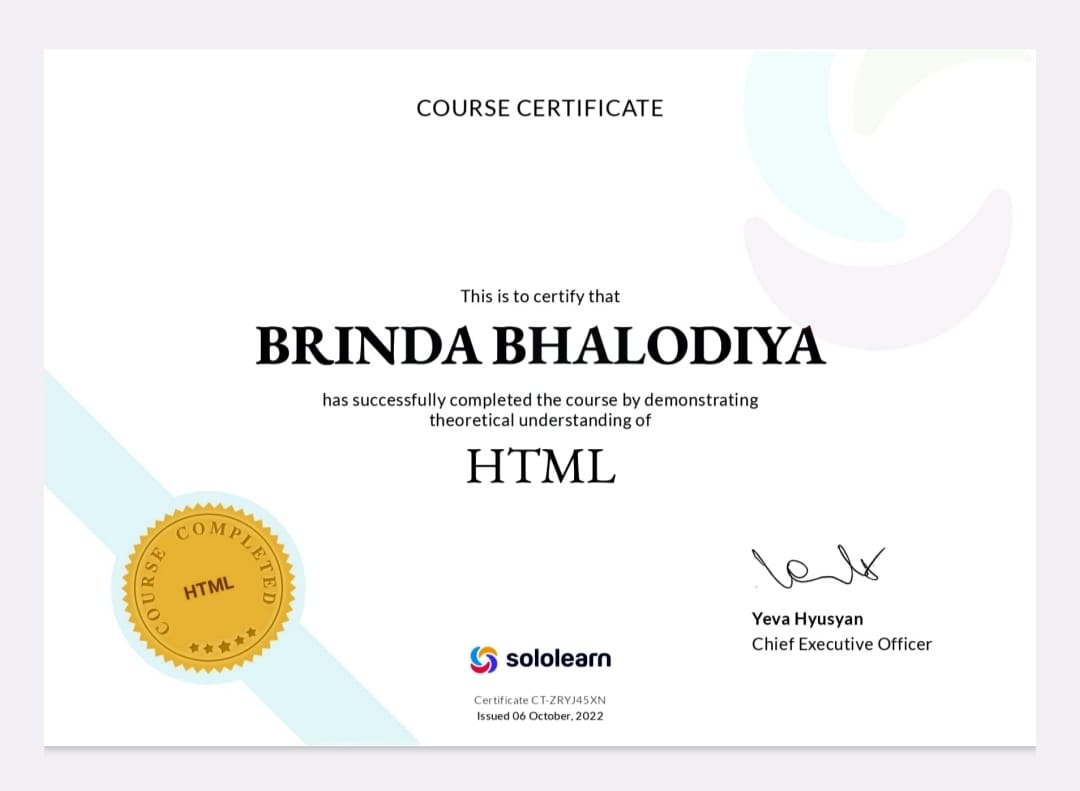 COURSE CERTIFICATE
This is to certify that
BRINDA BHALODIYA
has successfully completed the course by demonstrating
theoretical understanding of
HTML
COURSE COMPLETED
HTML
Yeva Hyusyan
Chief Executive Officer
sololearn
Certificate CT-ZRYJ45XN
Issued 06 October, 2022